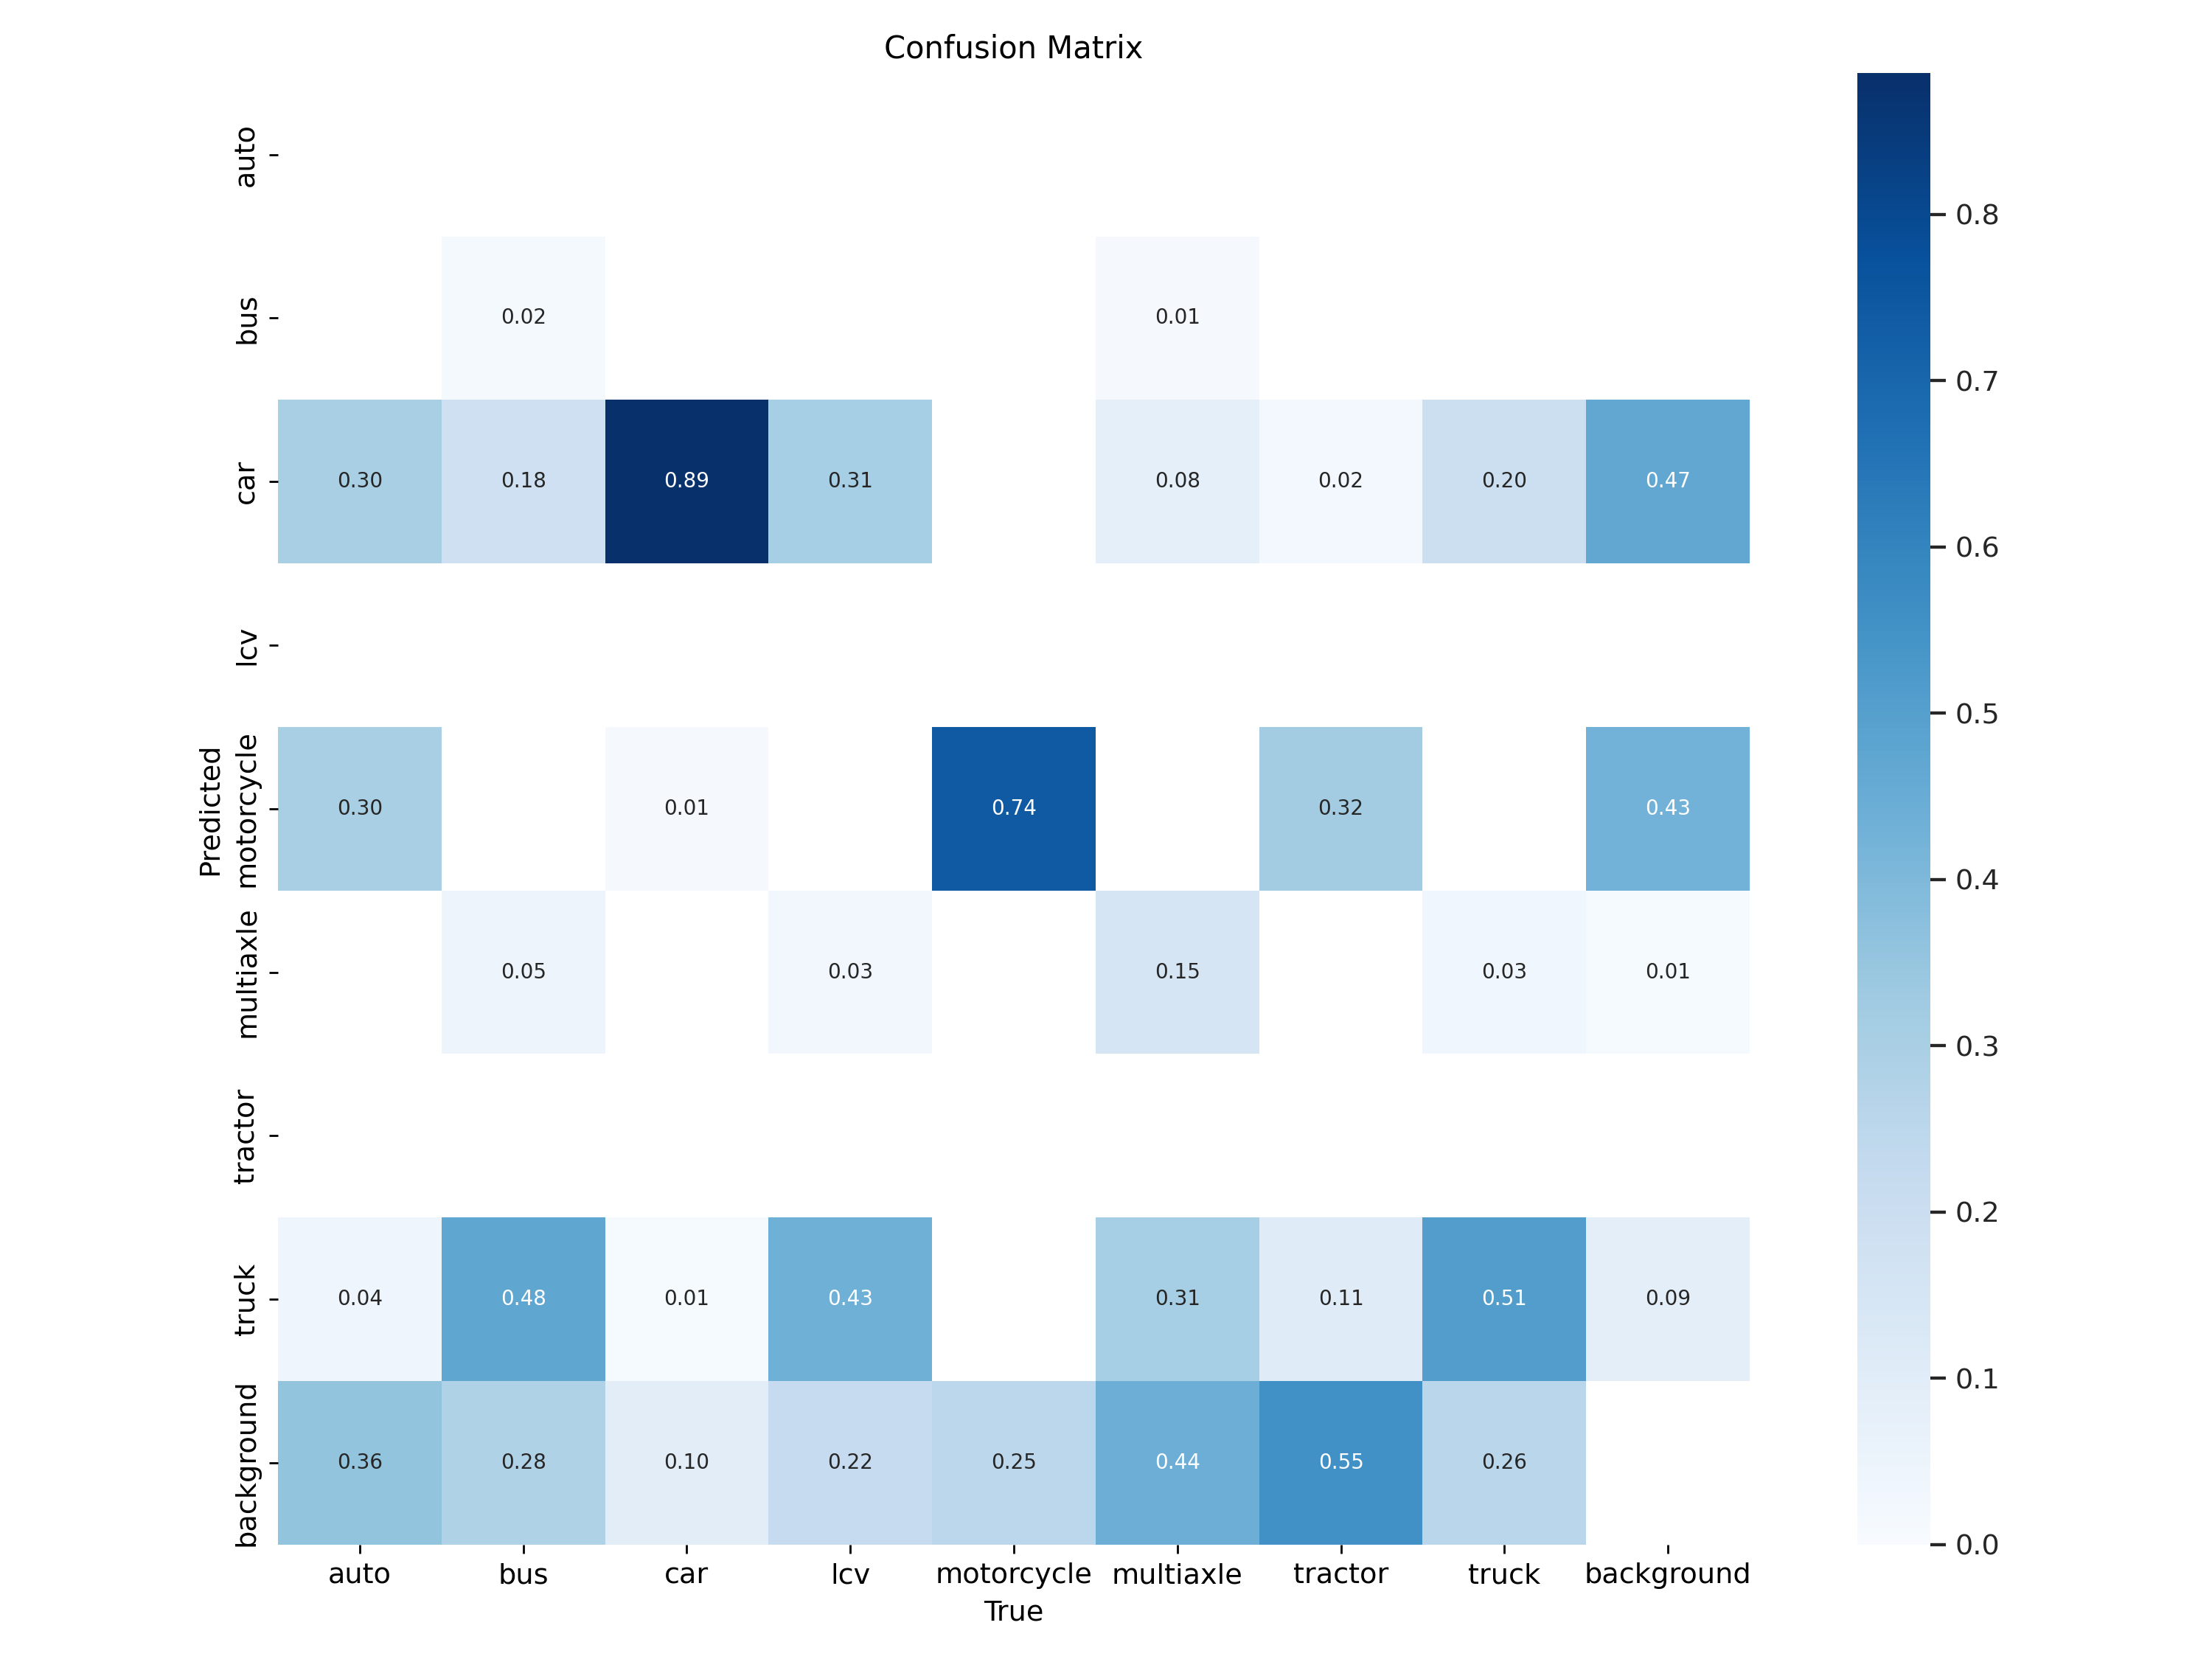 Confusion Matrix
auto
bus
0.02 0.01
car
0.30 0.18 0.89 0.31 0.08 0.02 0.20 0.47
lcv
Predicted
motorcycle
0.30 0.01 0.74 0.32 0.43
multiaxle
0.05 0.03 0.15 0.03 0.01
tractor
truck
0.04 0.48 0.01 0.43 0.31 0.11 0.51 0.09
background
0.36 0.28 0.10 0.22 0.25 0.44 0.55 0.26
auto bus car lcv motorcycle multiaxle tractor truck background
True
0.8
0.7
0.6
0.5
0.4
0.3
0.2
0.1
0.0